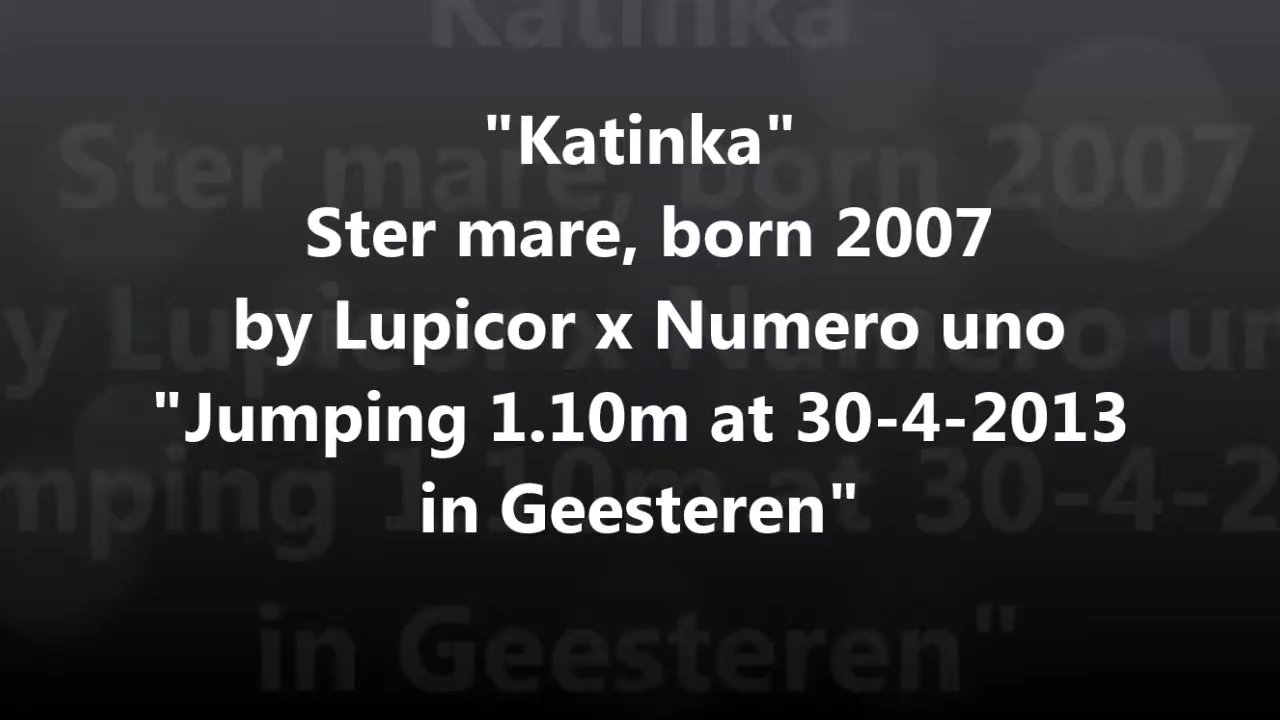 "Katinka"
Ster mare, born 2007
by Lupicor x Numero uno
"Jumping 1.10m at 30-4-2013
in Geesteren"